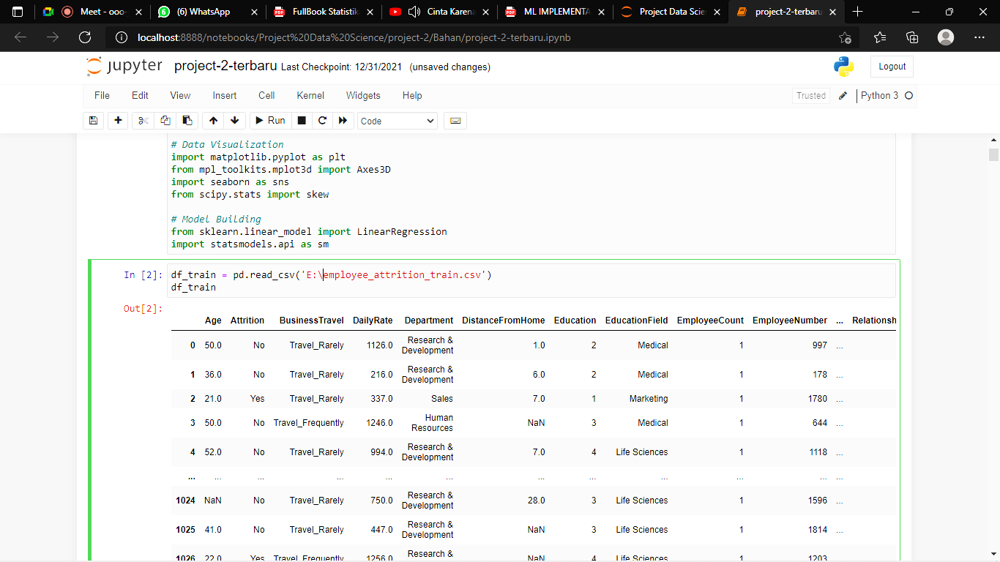 Meet - ooo-
(6) WhatsApp
FullBook Statistik
Cinta Karena
ML IMPLEMENTA
Project Data Scie
project-2-terbaru
localhost:8888/notebooks/Project%20Data%20Science/project-2/Bahan/project-2-terbaru.ipynb
jupyter project-2-terbaru Last Checkpoint: 12/31/2021 (unsaved changes)
Logout
File Edit View Insert Cell Kernel Widgets Help
Trusted
Python 3
Run
Code
# Data Visualization
import matplotlib.pyplot as plt
from mpl_toolkits.mplot3d import Axes3D
import seaborn as sns
from scipy.stats import skew
# Model Building
from sklearn.linear_model import LinearRegression
import statsmodels.api as sm
In [2]: df_train = pd.read_csv('E:\employee_attrition_train.csv')
df_train
Out[2]:
Age Attrition BusinessTravel DailyRate Department DistanceFromHome Education EducationField EmployeeCount EmployeeNumber ... Relationsh
0 50.0 No Travel_Rarely 1126.0 Research & Development 1.0 2 Medical 1 997 ...
1 36.0 No Travel_Rarely 216.0 Research & Development 6.0 2 Medical 1 178 ...
2 21.0 Yes Travel_Rarely 337.0 Sales 7.0 1 Marketing 1 1780 ...
3 50.0 No Travel_Frequently 1246.0 Human Resources NaN 3 Medical 1 644 ...
4 52.0 No Travel_Rarely 994.0 Research & Development 7.0 4 Life Sciences 1 1118 ...
... ... ... ... ... ... ... ... ... ... ... ...
1024 NaN No Travel_Rarely 750.0 Research & Development 28.0 3 Life Sciences 1 1596 ...
1025 41.0 No Travel_Rarely 447.0 Research & Development NaN 3 Life Sciences 1 1814 ...
1026 22.0 Yes Travel_Frequently 1256.0 Research & NaN 4 Life Sciences 1 1203 ...